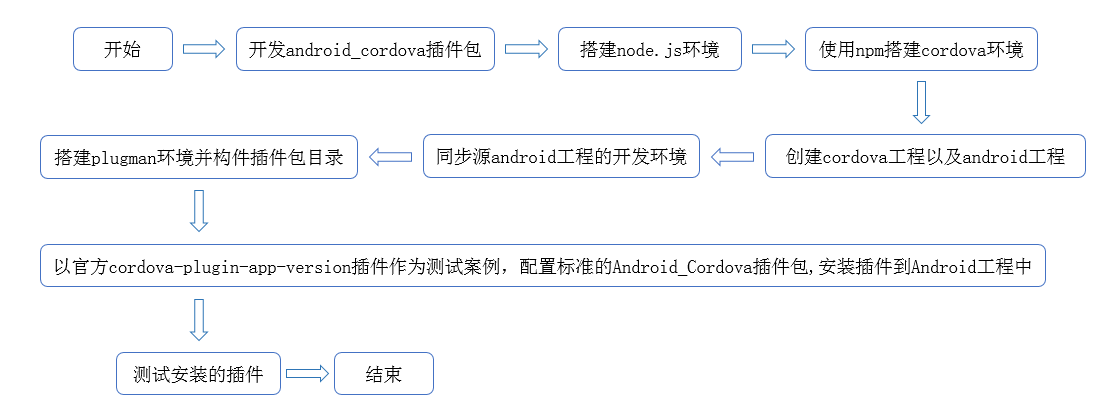 开始
开发android_cordova插件包
搭建node.js环境
使用npm搭建cordova环境
创建cordova工程以及android工程
同步源android工程的开发环境
搭建plugman环境并构件插件包目录
以官方cordova-plugin-app-version插件作为测试案例，配置标准的Android_Cordova插件包,安装插件到Android工程中
测试安装的插件
结束